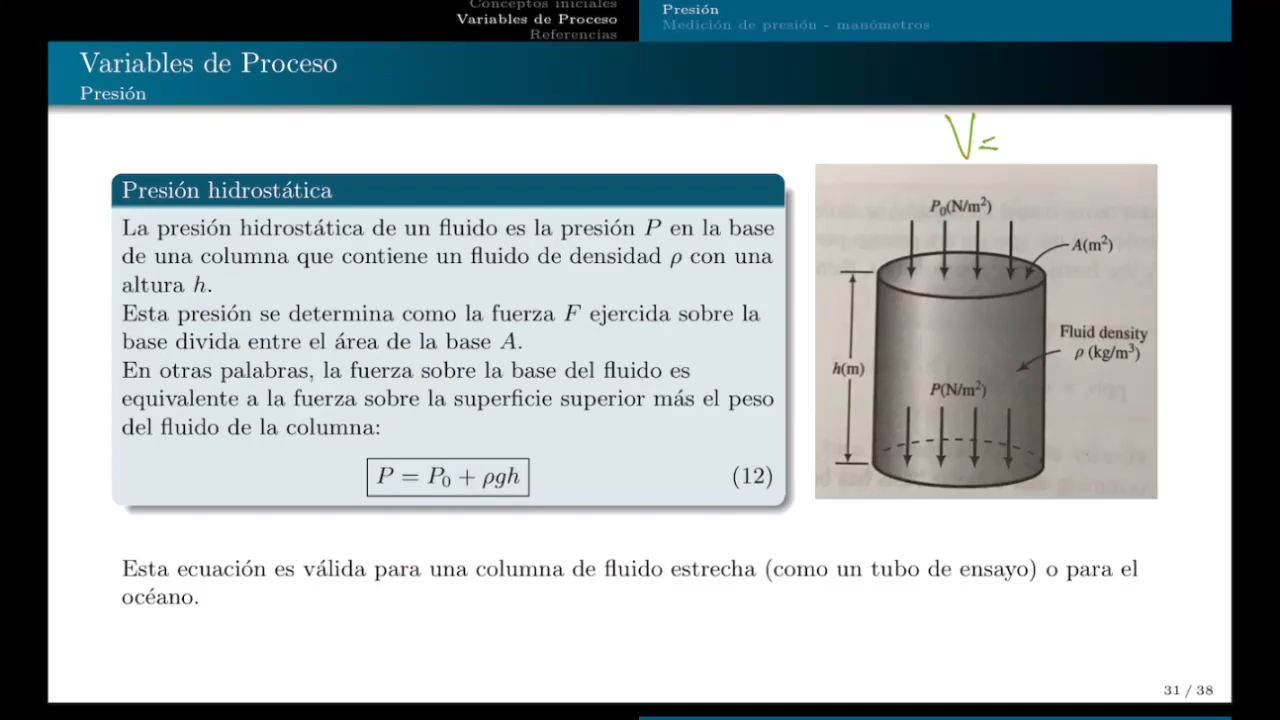 Conceptos iniciales
Variables de Proceso
Referencias
Presión
Medición de presión - manómetros
Variables de Proceso
Presión
V=
Presión hidrostática
La presión hidrostática de un fluido es la presión P en la base
de una columna que contiene un fluido de densidad ρ con una
altura h.
Esta presión se determina como la fuerza F ejercida sobre la
base divida entre el área de la base A.
En otras palabras, la fuerza sobre la base del fluido es
equivalente a la fuerza sobre la superficie superior más el peso
del fluido de la columna:
P = P₀ + ρgh (12)
P₀(N/m²)
A(m²)
Fluid density
ρ (kg/m³)
h(m)
P(N/m²)
Esta ecuación es válida para una columna de fluido estrecha (como un tubo de ensayo) o para el
océano.
31 / 38